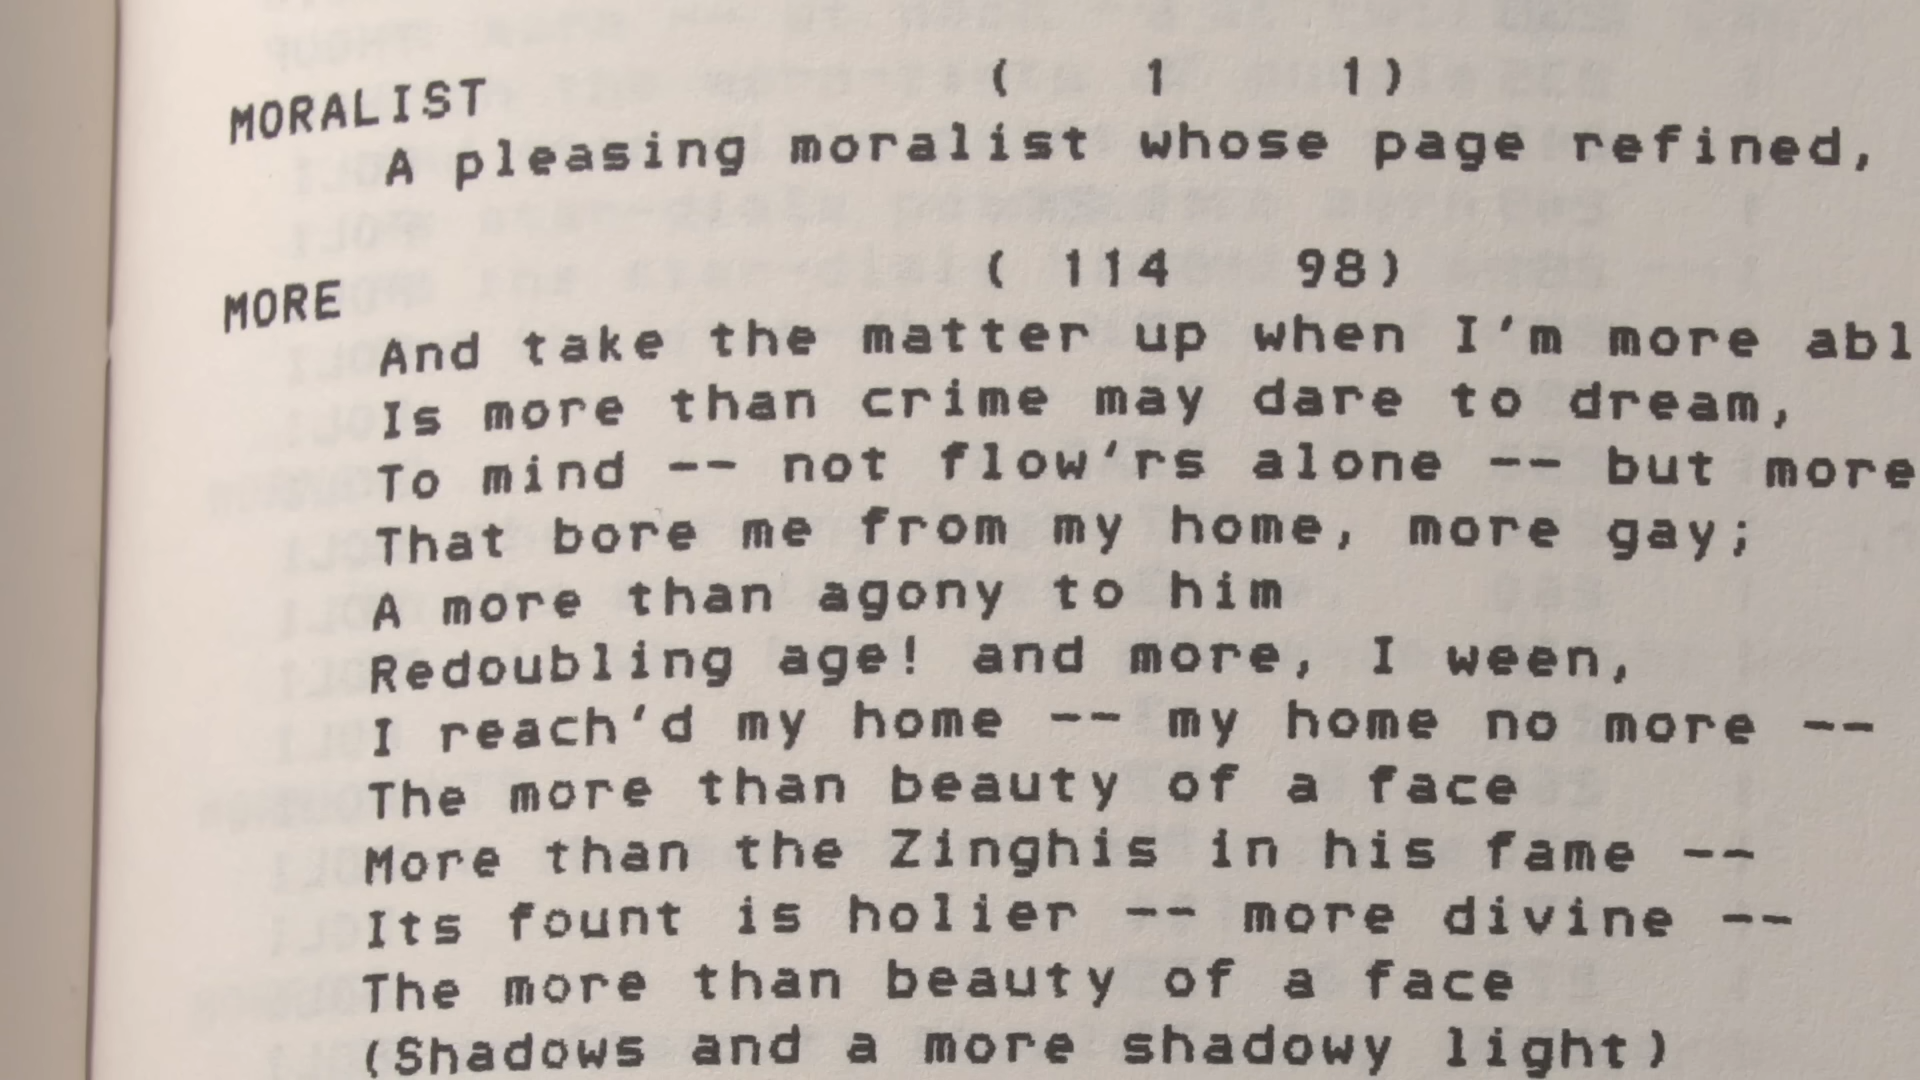 MORALIST ( 1 1)
A pleasing moralist whose page refined,
MORE ( 114 98)
And take the matter up when I'm more abl
Is more than crime may dare to dream,
To mind -- not flow'rs alone -- but more
That bore me from my home, more gay;
A more than agony to him
Redoubling age! and more, I ween,
I reach'd my home -- my home no more --
The more than beauty of a face
More than the Zinghis in his fame --
Its fount is holier -- more divine --
The more than beauty of a face
(Shadows and a more shadowy light)